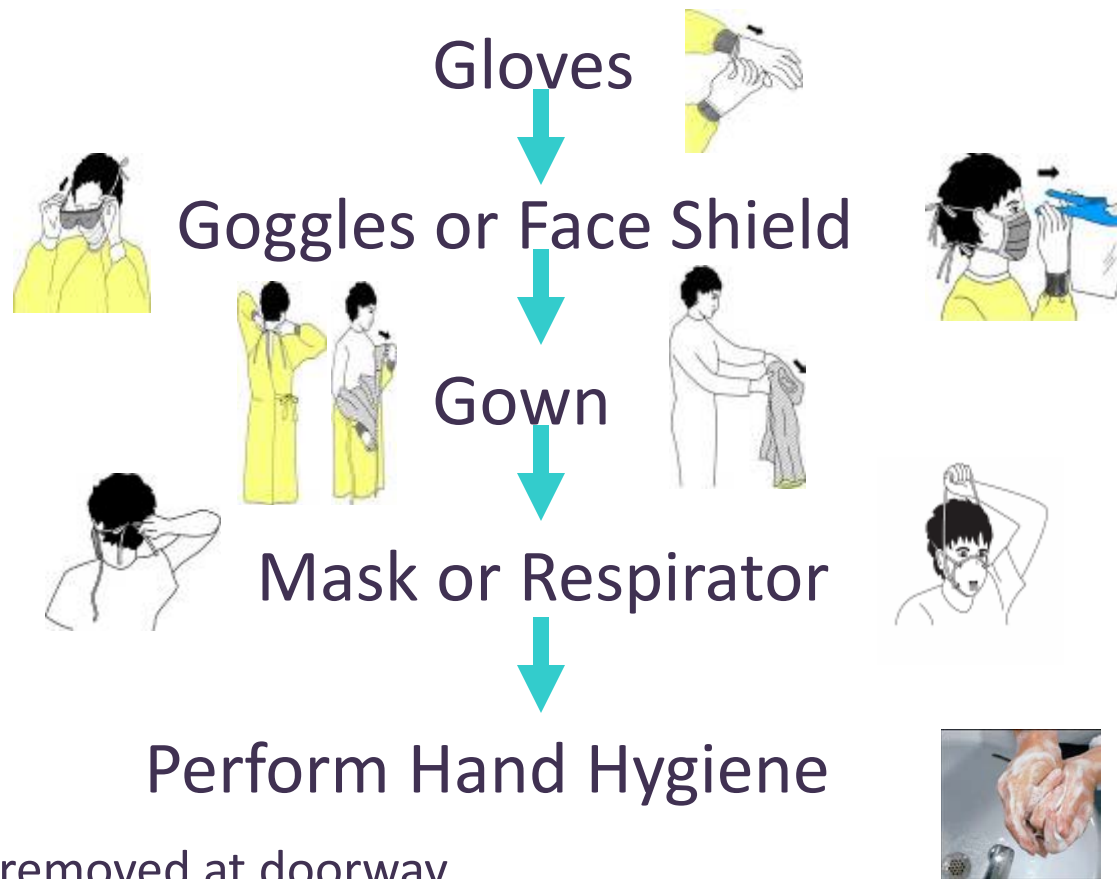 Gloves
Goggles or Face Shield
Gown
Mask or Respirator
Perform Hand Hygiene
removed at doorway